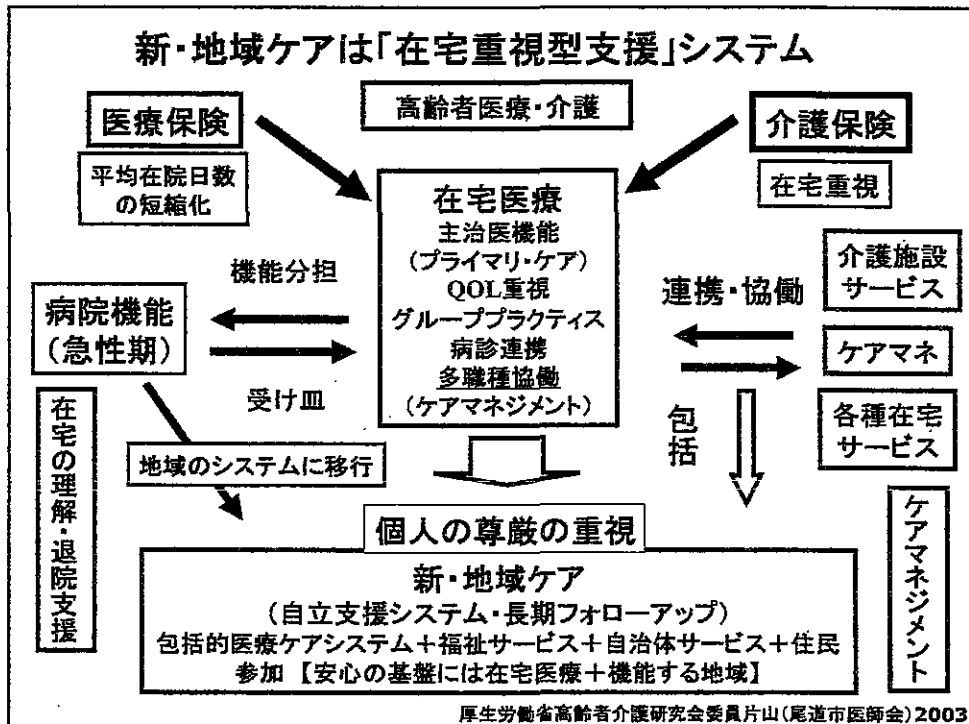 新・地域ケアは「在宅重視型支援」システム
医療保険
高齢者医療・介護
介護保険
平均在院日数
の短縮化
在宅重視
在宅医療
主治医機能
(プライマリ・ケア)
QOL重視
グループプラクティス
病診連携
多職種協働
(ケアマネジメント)
機能分担
病院機能
(急性期)
受け皿
連携・協働
介護施設
サービス
ケアマネ
各種在宅
サービス
包括
在宅の理解・退院支援
地域のシステムに移行
ケアマネジメント
個人の尊厳の重視
新・地域ケア
(自立支援システム・長期フォローアップ)
包括的医療ケアシステム+福祉サービス+自治体サービス+住民
参加 【安心の基盤には在宅医療+機能する地域】
厚生労働省高齢者介護研究会委員片山(尾道市医師会)2003